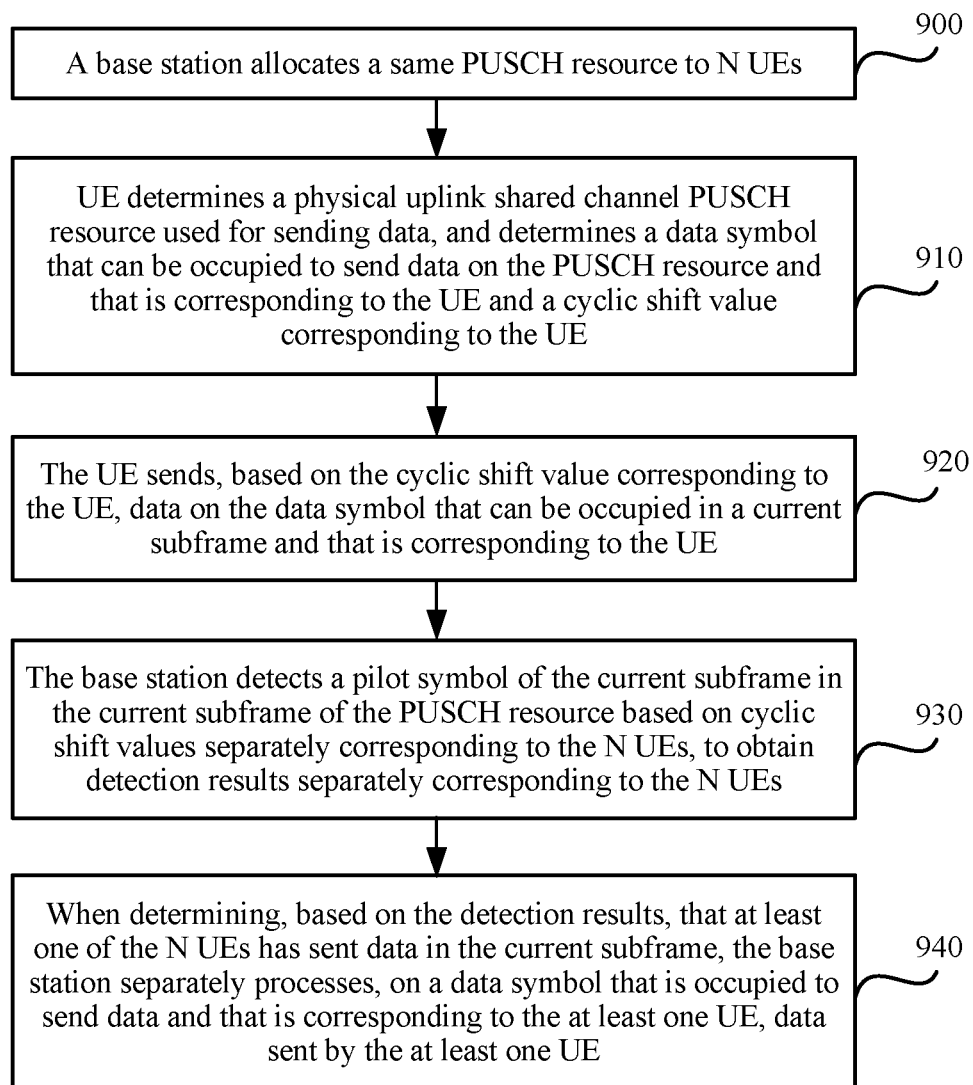 900
A base station allocates a same PUSCH resource to N UEs
UE determines a physical uplink shared channel PUSCH
resource used for sending data, and determines a data symbol
that can be occupied to send data on the PUSCH resource and
that is corresponding to the UE and a cyclic shift value
corresponding to the UE
910
The UE sends, based on the cyclic shift value corresponding to
the UE, data on the data symbol that can be occupied in a current
subframe and that is corresponding to the UE
920
The base station detects a pilot symbol of the current subframe in
the current subframe of the PUSCH resource based on cyclic
shift values separately corresponding to the N UEs, to obtain
detection results separately corresponding to the N UEs
930
When determining, based on the detection results, that at least
one of the N UEs has sent data in the current subframe, the base
station separately processes, on a data symbol that is occupied to
send data and that is corresponding to the at least one UE, data
sent by the at least one UE
940